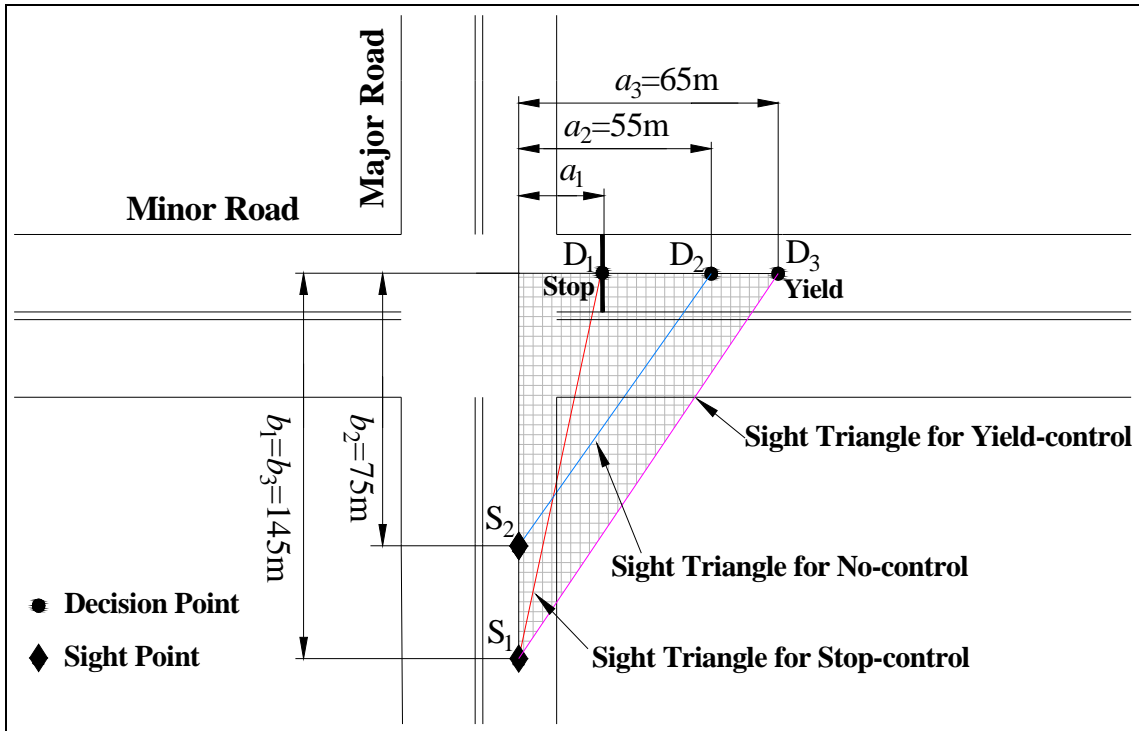 Major Road
a3=65m
a2=55m
a1
Minor Road
D1
D2
D3
Stop
Yield
b1=b3=145m
b2=75m
Sight Triangle for Yield-control
S2
Sight Triangle for No-control
Decision Point
S1
Sight Point
Sight Triangle for Stop-control